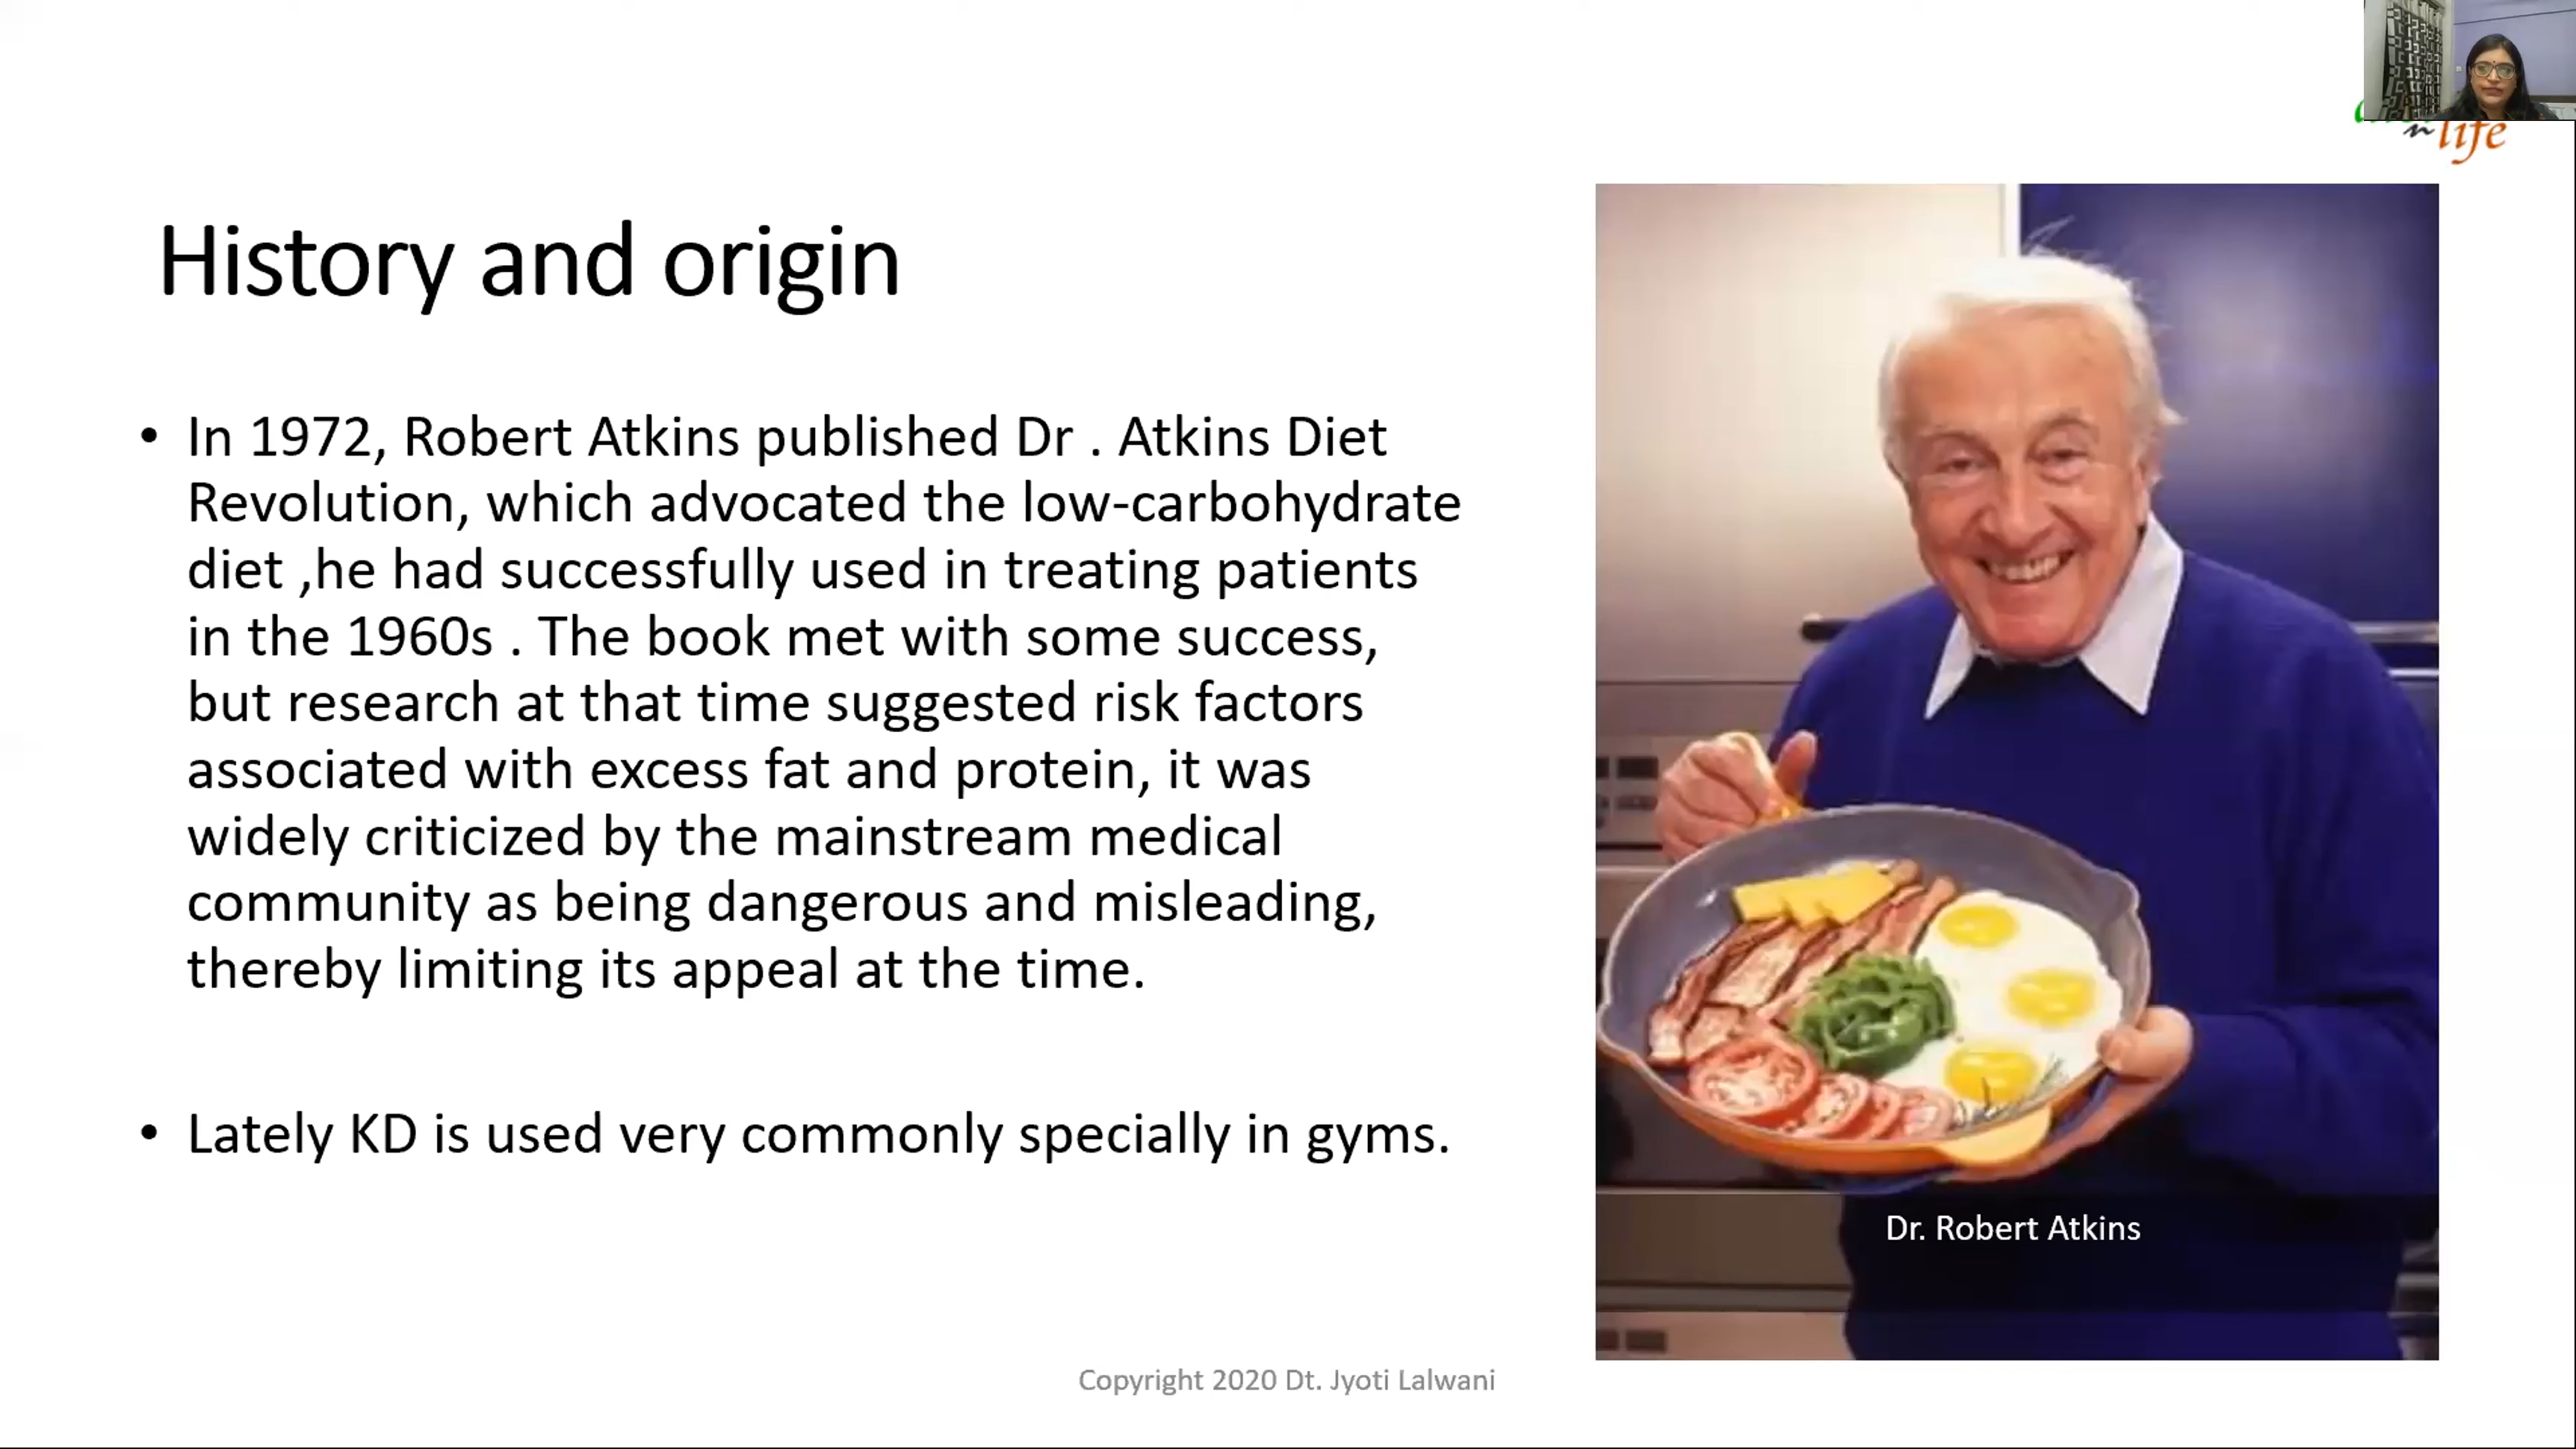 n life
History and origin
• In 1972, Robert Atkins published Dr . Atkins Diet
Revolution, which advocated the low-carbohydrate
diet ,he had successfully used in treating patients
in the 1960s . The book met with some success,
but research at that time suggested risk factors
associated with excess fat and protein, it was
widely criticized by the mainstream medical
community as being dangerous and misleading,
thereby limiting its appeal at the time.
• Lately KD is used very commonly specially in gyms.
Dr. Robert Atkins
Copyright 2020 Dt. Jyoti Lalwani